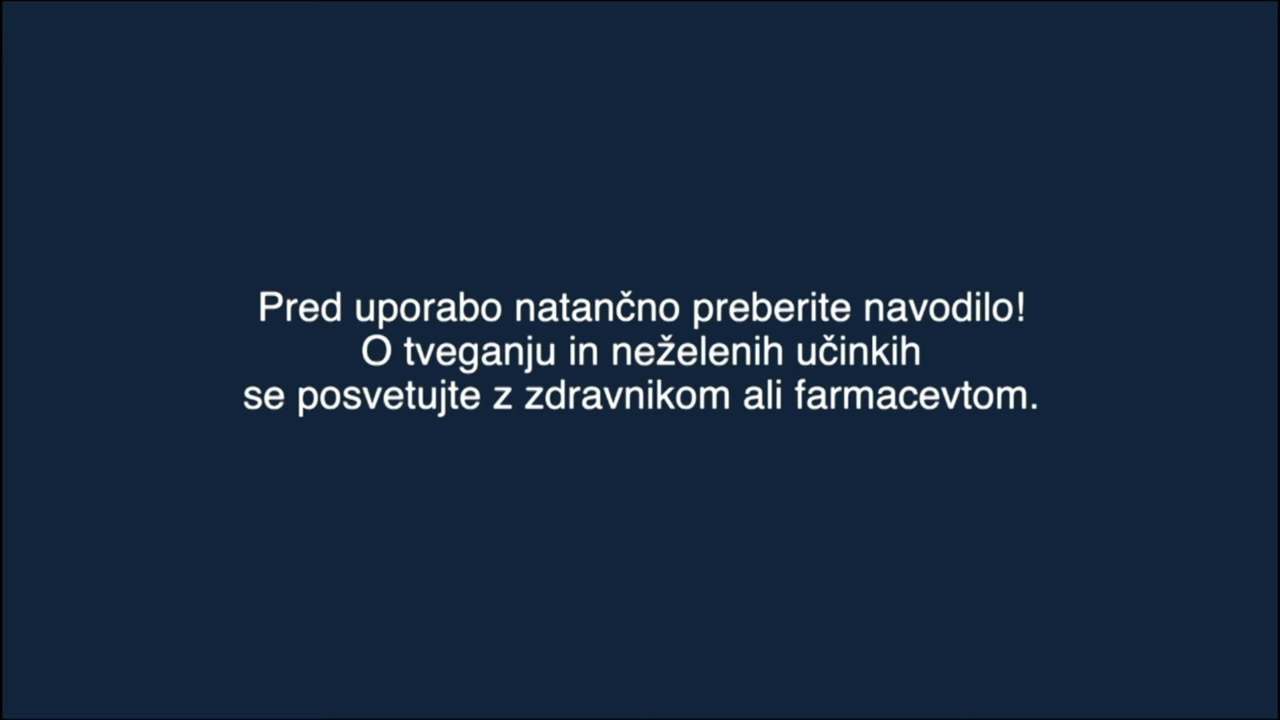 Pred uporabo natančno preberite navodilo!
O tveganju in neželenih učinkih
se posvetujte z zdravnikom ali farmacevtom.